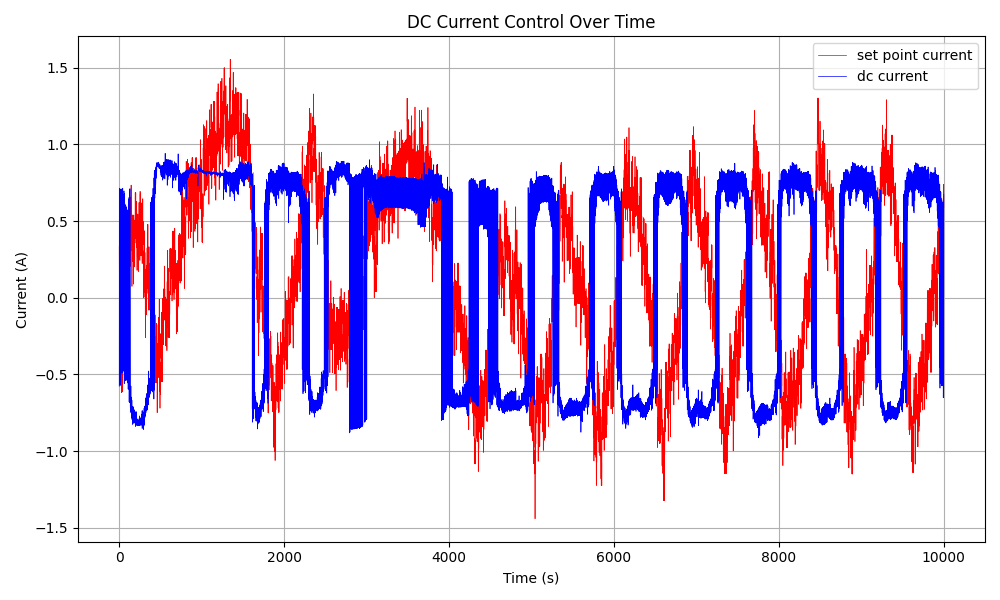 DC Current Control Over Time
set point current
dc current
1.5
1.0
0.5
0.0
−0.5
−1.0
−1.5
Current (A)
0 2000 4000 6000 8000 10000
Time (s)